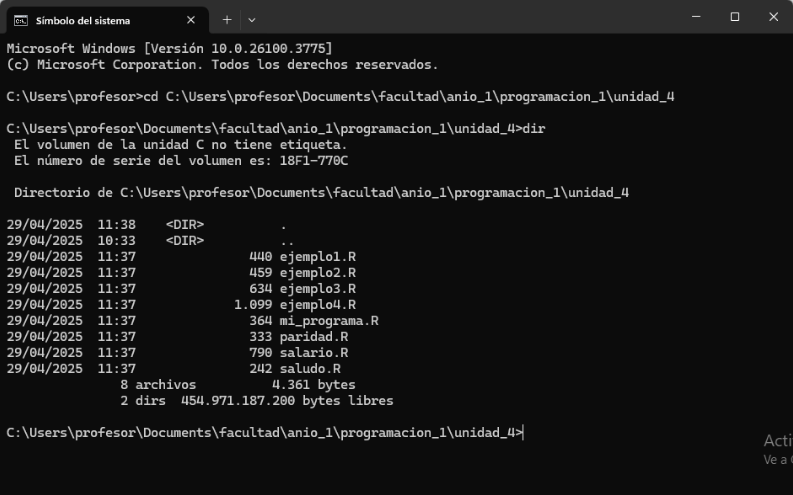 Símbolo del sistema
Microsoft Windows [Versión 10.0.26100.3775]
(c) Microsoft Corporation. Todos los derechos reservados.
C:\Users\profesor>cd C:\Users\profesor\Documents\facultad\anio_1\programacion_1\unidad_4
C:\Users\profesor\Documents\facultad\anio_1\programacion_1\unidad_4>dir
El volumen de la unidad C no tiene etiqueta.
El número de serie del volumen es: 18F1-770C
Directorio de C:\Users\profesor\Documents\facultad\anio_1\programacion_1\unidad_4
29/04/2025  11:38    <DIR>          .
29/04/2025  10:33    <DIR>          ..
29/04/2025  11:37               440 ejemplo1.R
29/04/2025  11:37               459 ejemplo2.R
29/04/2025  11:37               634 ejemplo3.R
29/04/2025  11:37             1.099 ejemplo4.R
29/04/2025  11:37               364 mi_programa.R
29/04/2025  11:37               333 paridad.R
29/04/2025  11:37               790 salario.R
29/04/2025  11:37               242 saludo.R
8 archivos          4.361 bytes
2 dirs  454.971.187.200 bytes libres
C:\Users\profesor\Documents\facultad\anio_1\programacion_1\unidad_4>
Acti
Ve a